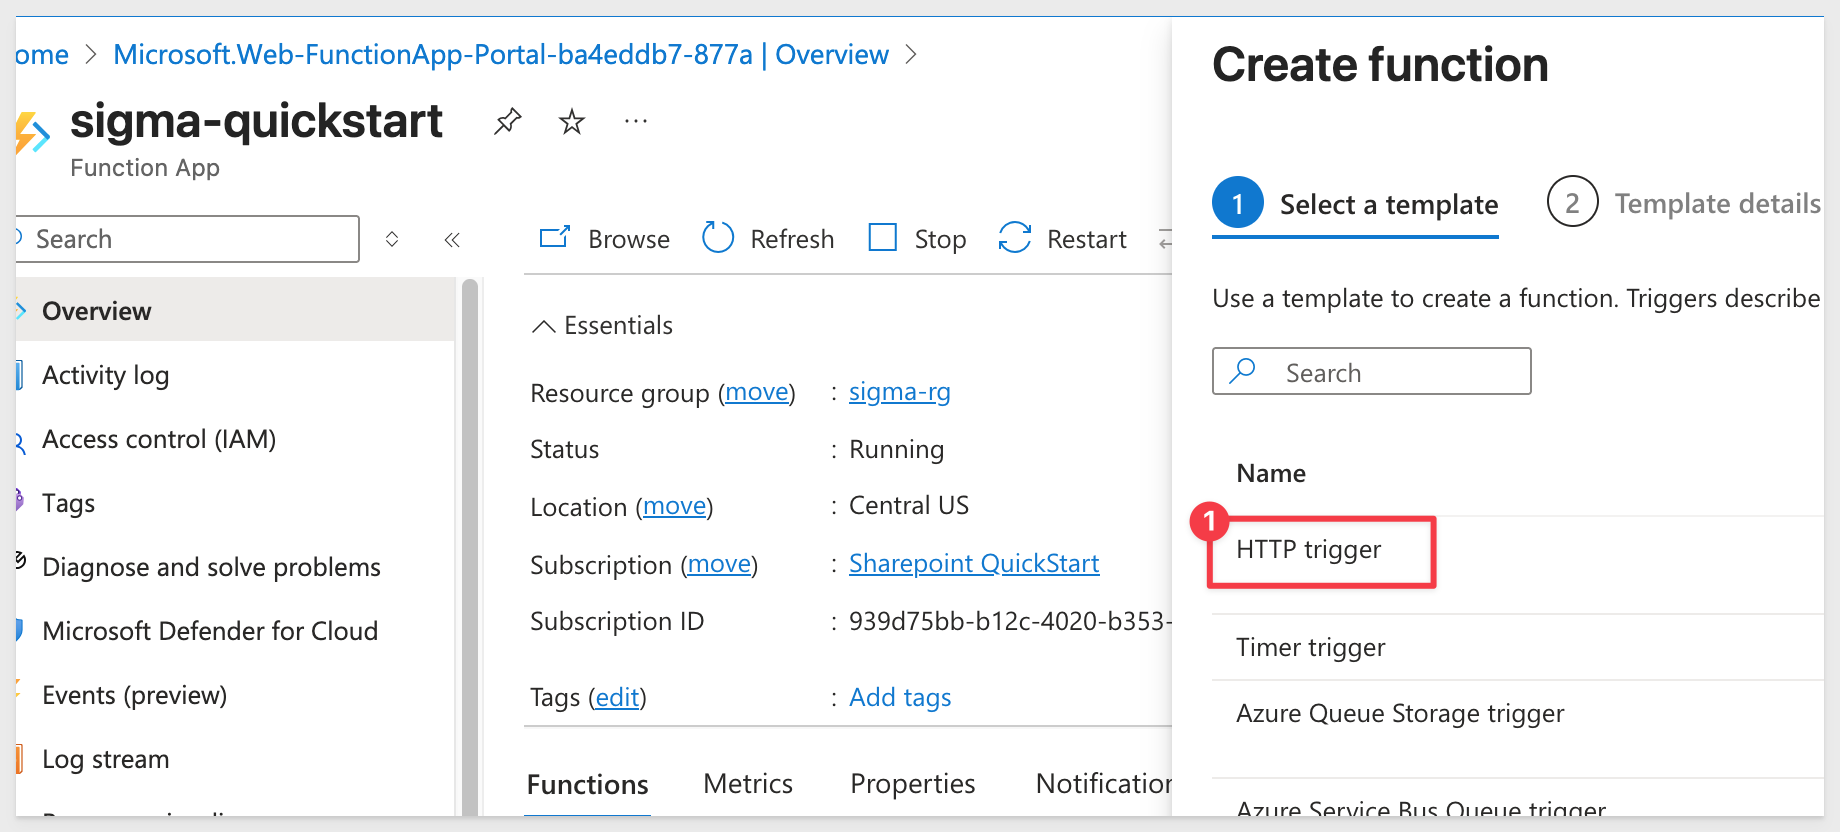 ome > Microsoft.Web-FunctionApp-Portal-ba4eddb7-877a | Overview >
sigma-quickstart
Function App
Search
Overview
Activity log
Access control (IAM)
Tags
Diagnose and solve problems
Microsoft Defender for Cloud
Events (preview)
Log stream
Browse Refresh Stop Restart
Essentials
Resource group (move) : sigma-rg
Status : Running
Location (move) : Central US
Subscription (move) : Sharepoint QuickStart
Subscription ID : 939d75bb-b12c-4020-b353-
Tags (edit) : Add tags
Functions Metrics Properties Notification
Create function
1 Select a template 2 Template details
Use a template to create a function. Triggers describe
Search
Name
1
HTTP trigger
Timer trigger
Azure Queue Storage trigger
Azure Service Bus Queue trigger